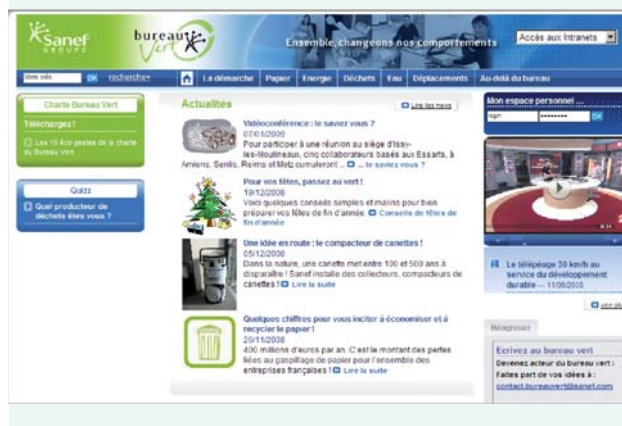 Sanef
GROUPE
bureau
Vert
Ensemble, changeons nos comportements
Accès aux Intranets
Mots clés OK recherche+
La démarche Papier Energie Déchets Eau Déplacements Au-delà du bureau
Charte Bureau Vert
Téléchargez !
Les 10 éco gestes de la charte
du Bureau Vert
Quizz
Quel producteur de
déchets êtes vous ?
Actualités
Lire les news
Vidéoconférence : le saviez vous ?
Pour participer à une réunion au siège d'Issy-
les-Moulineaux, cinq collaborateurs basés aux Essarts, à
Amiens, Senlis, Reims et Metz cumuleront ... le saviez vous ?
Pour vos fêtes, passez au vert !
19/12/2008
Voici quelques conseils simples et malins pour bien
préparer vos fêtes de fin d'année. Conseils de fêtes de
fin d'année
Une idée en route : le compacteur de canettes !
05/12/2008
Dans la nature, une canette met entre 100 et 500 ans à
disparaître ! Sanef installe des collecteurs, compacteurs de
canettes ! Lire la suite
Quelques chiffres pour vous inciter à économiser et à
recycler le papier !
25/11/2008
400 millions d'euros par an. C'est le montant des pertes
liées au gaspillage de papier pour l'ensemble des
entreprises françaises ! Lire la suite
Mon espace personnel ...
login OK
Le télépéage 30 km/h au
service du développement
durable — 11/06/2008
voir plus
Réagissez
Ecrivez au bureau vert
Devenez acteur du bureau vert :
Faites part de vos idées à :
contact.bureauvert@sanef.com